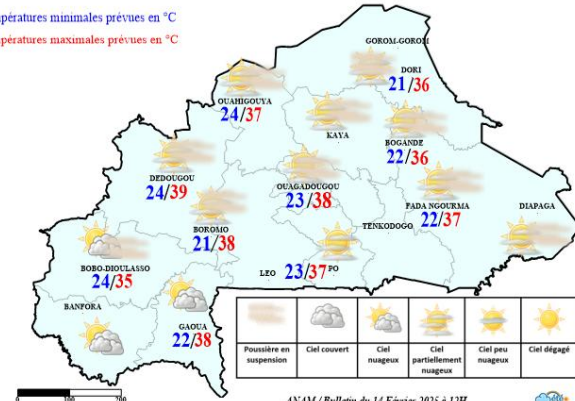 pératures minimales prévues en °C
pératures maximales prévues en °C
GOROM-GOROM
DORI
21/36
OUAHIGOUYA
24/37
KAYA
BOGANDE
22/36
DEDOUGOU
24/39
OUAGADOUGOU
23/38
FADA NGOURMA
22/37
DIAPAGA
BOROMO
21/38
TENKODOGO
BOBO-DIOULASSO
24/35
LEO
23/37 PO
BANFORA
GAOUA
22/38
Poussière en suspension
Ciel couvert
Ciel nuageux
Ciel partiellement nuageux
Ciel peu nuageux
Ciel dégagé
100
200
ANAM / Bulletin du 14 Février 2025 à 12H